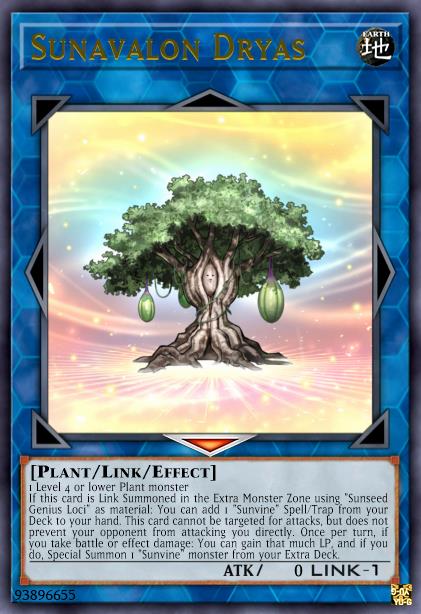 Sunavalon Dryas
EARTH
地
[Plant/Link/Effect]
1 Level 4 or lower Plant monster
If this card is Link Summoned in the Extra Monster Zone using "Sunseed
Genius Loci" as material: You can add 1 "Sunvine" Spell/Trap from your
Deck to your hand. This card cannot be targeted for attacks, but does not
prevent your opponent from attacking you directly. Once per turn, if
you take battle or effect damage: You can gain that much LP, and if you
do, Special Summon 1 "Sunvine" monster from your Extra Deck.
ATK/ 0 LINK-1
93896655